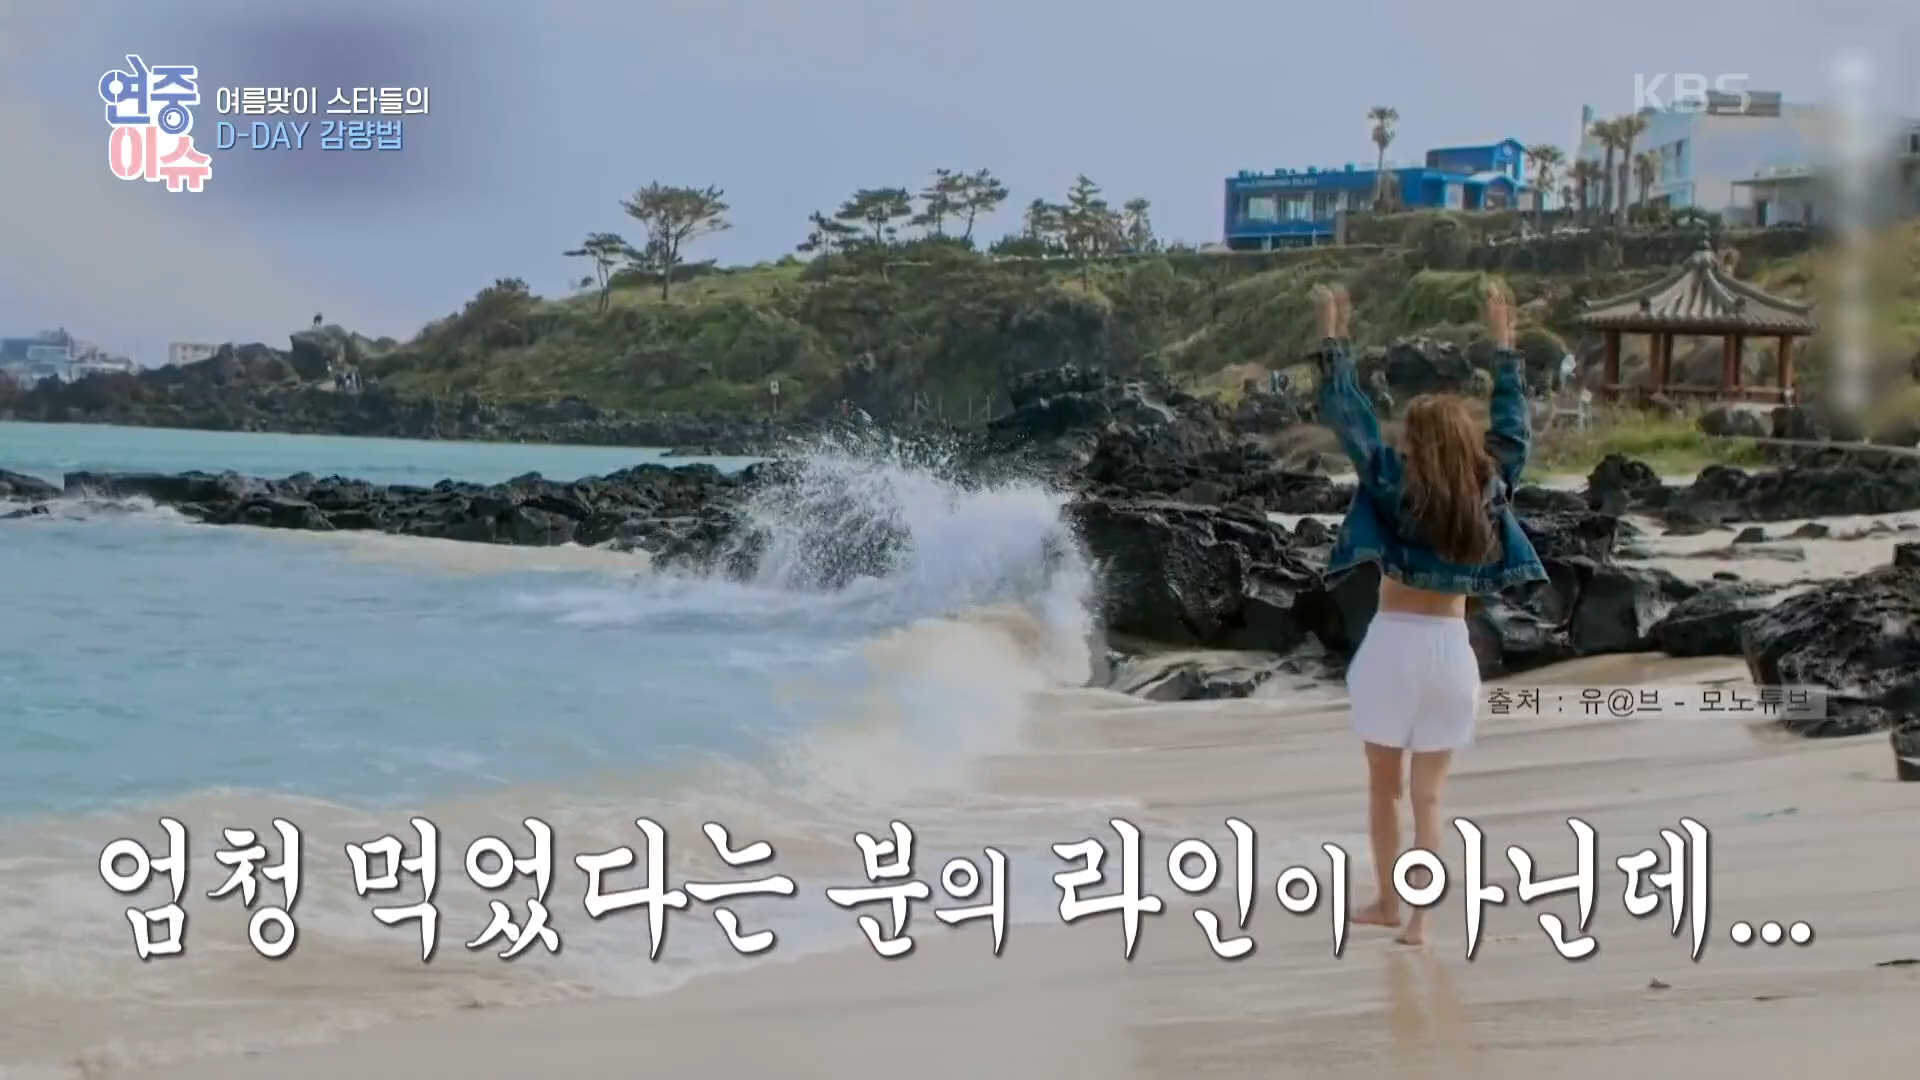 연중
이슈
여름맞이 스타들의
D-DAY 감량법
KBS
출처 : 유@브 - 모노튜브
엄청 먹었다는 분의 라인이 아닌데...